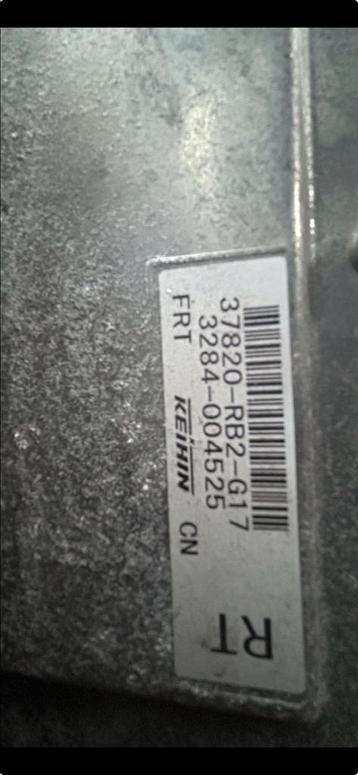 37820-RB2-G17
3284-004525
FRT KEIHIN CN
RT